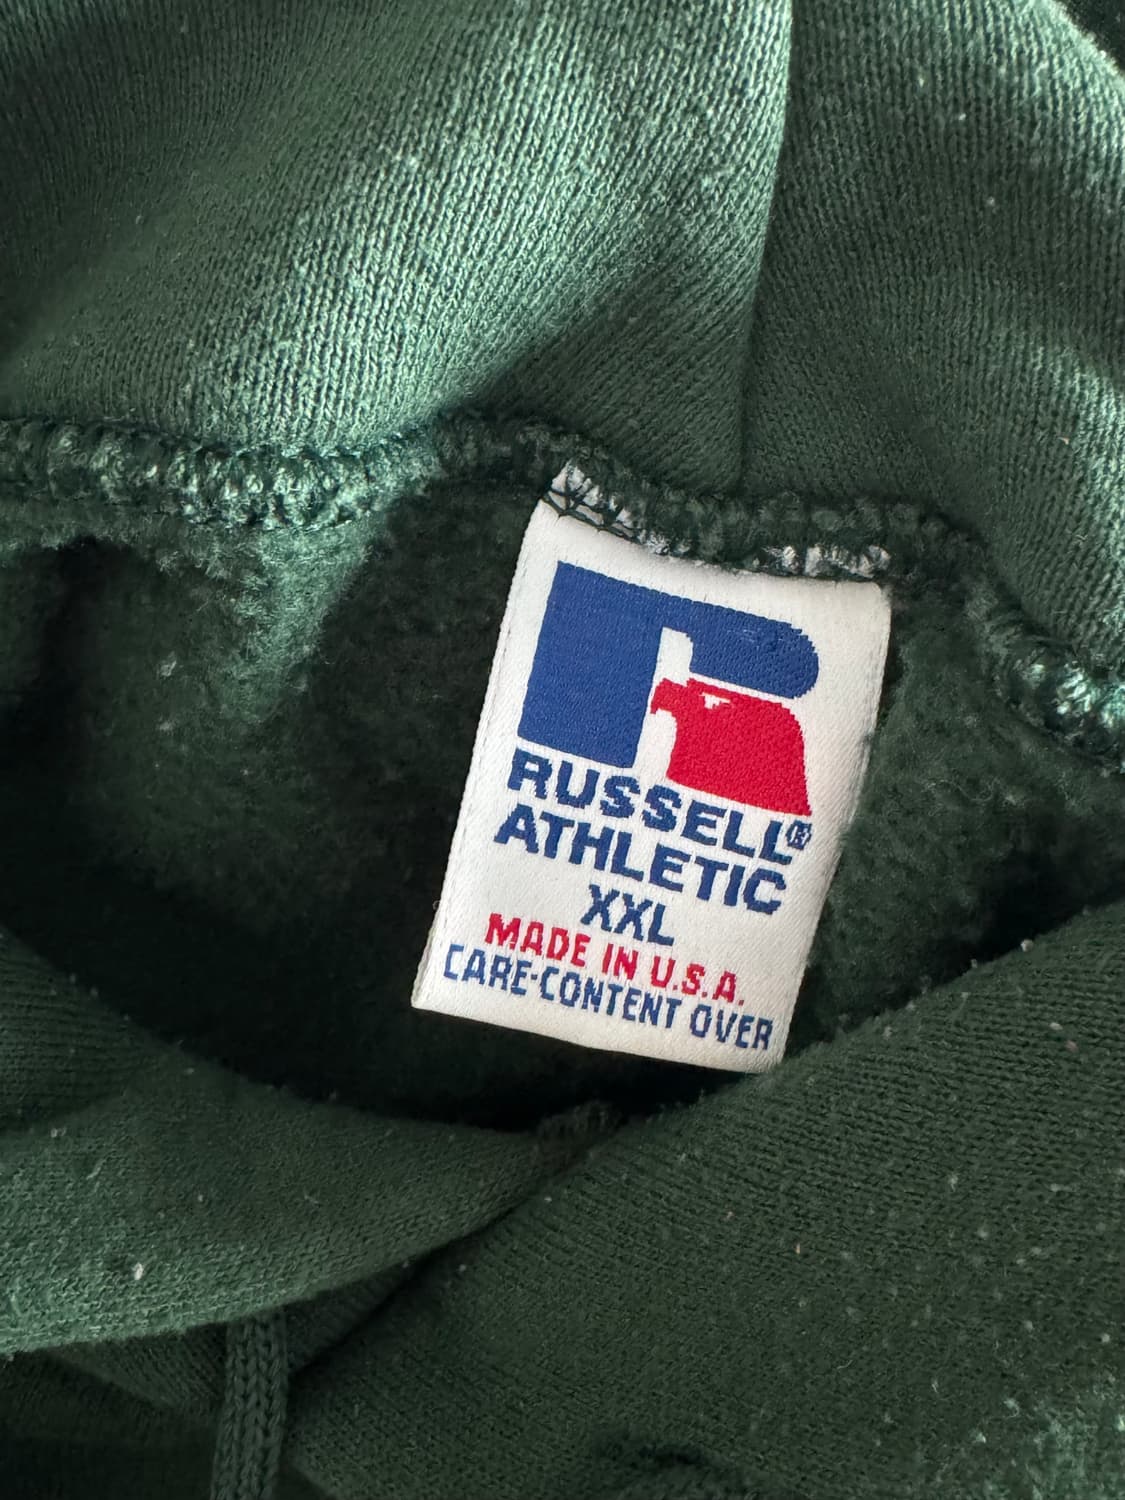 RUSSELL®
ATHLETIC
XXL
MADE IN U.S.A.
CARE-CONTENT OVER